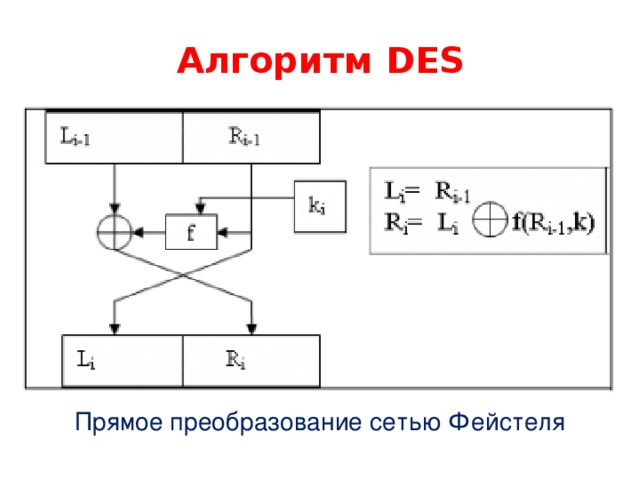 Алгоритм DES
Li-1 Ri-1
ki
f
Li= Ri-1
Ri= Li ⊕ f(Ri-1,k)
Li Ri
Прямое преобразование сетью Фейстеля